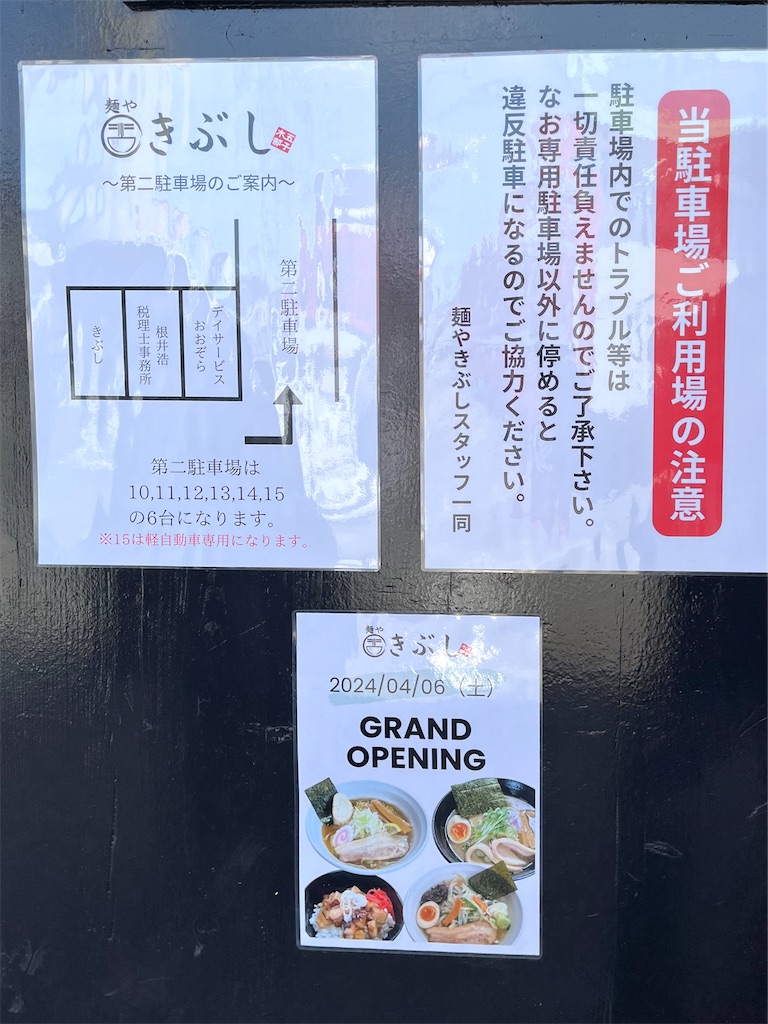 麺や
きぶし
木五
部子
〜第二駐車場のご案内〜
第二駐車場
デイサービス
おおぞら
根井浩
税理士事務所
きぶし
第二駐車場は
10,11,12,13,14,15
の6台になります。
※15は軽自動車専用になります。
当駐車場ご利用場の注意
駐車場内でのトラブル等は
一切責任負えませんのでご了承下さい。
なお専用駐車場以外に停めると
違反駐車になるのでご協力ください。
麺やきぶしスタッフ一同
麺や
きぶし
2024/04/06（土）
GRAND
OPENING